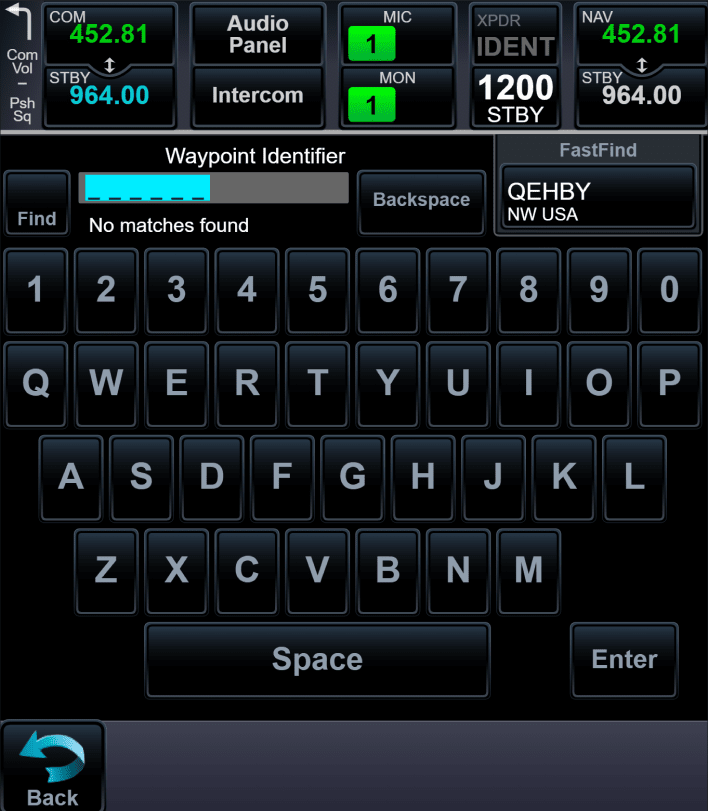 Com
Vol
–
Psh
Sq
COM
452.81
STBY
964.00
Audio
Panel
Intercom
MIC
1
MON
1
XPDR
IDENT
1200
STBY
NAV
452.81
STBY
964.00
Waypoint Identifier
Find
_ _ _ _ _ _
No matches found
Backspace
FastFind
QEHBY
NW USA
1 2 3 4 5 6 7 8 9 0
Q W E R T Y U I O P
A S D F G H J K L
Z X C V B N M
Space Enter
Back